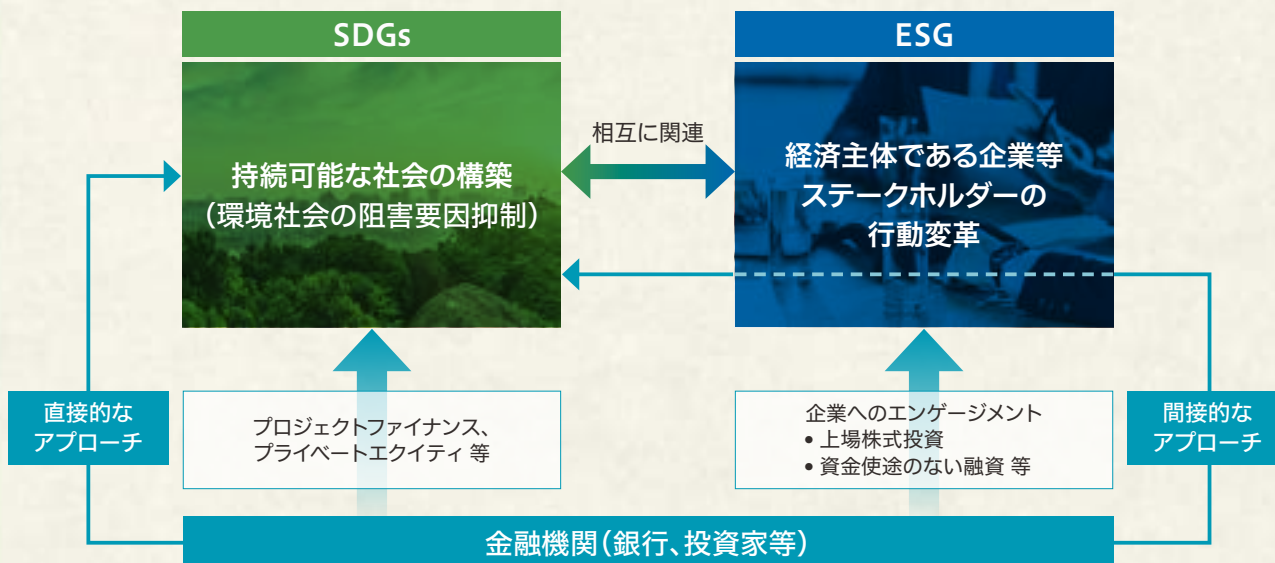 SDGs
ESG
相互に関連
持続可能な社会の構築
（環境社会の阻害要因抑制）
経済主体である企業等
ステークホルダーの
行動変革
直接的な
アプローチ
プロジェクトファイナンス、
プライベートエクイティ 等
企業へのエンゲージメント
• 上場株式投資
• 資金使途のない融資 等
間接的な
アプローチ
金融機関（銀行、投資家等）